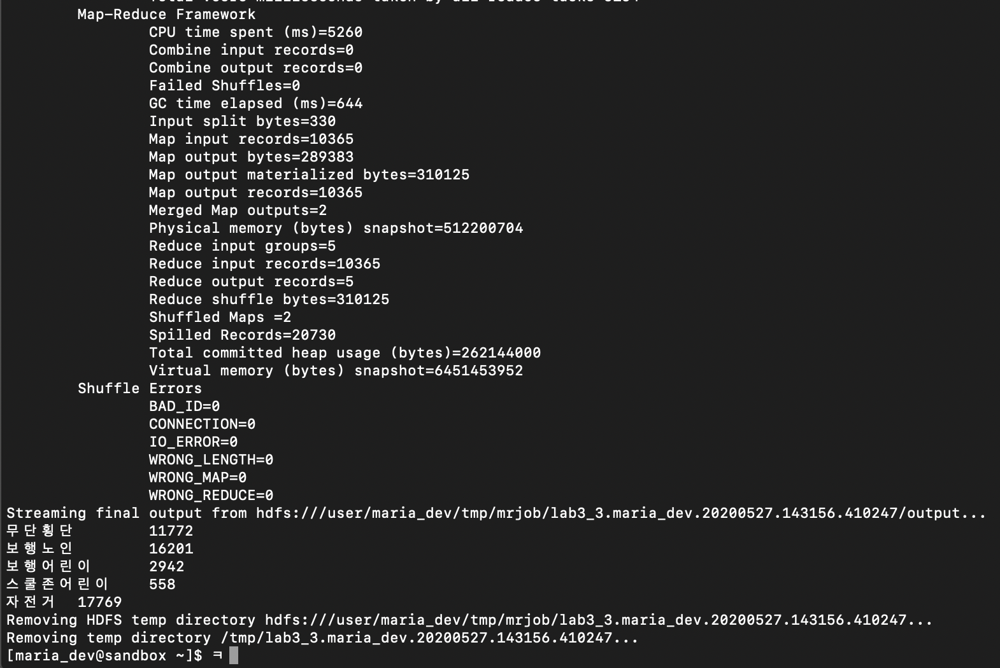 Map-Reduce Framework
CPU time spent (ms)=5260
Combine input records=0
Combine output records=0
Failed Shuffles=0
GC time elapsed (ms)=644
Input split bytes=330
Map input records=10365
Map output bytes=289383
Map output materialized bytes=310125
Map output records=10365
Merged Map outputs=2
Physical memory (bytes) snapshot=512200704
Reduce input groups=5
Reduce input records=10365
Reduce output records=5
Reduce shuffle bytes=310125
Shuffled Maps =2
Spilled Records=20730
Total committed heap usage (bytes)=262144000
Virtual memory (bytes) snapshot=6451453952
Shuffle Errors
BAD_ID=0
CONNECTION=0
IO_ERROR=0
WRONG_LENGTH=0
WRONG_MAP=0
WRONG_REDUCE=0
Streaming final output from hdfs:///user/maria_dev/tmp/mrjob/lab3_3.maria_dev.20200527.143156.410247/output...
무단횡단 11772
보행노인 16201
보행어린이 2942
스쿨존어린이 558
자전거 17769
Removing HDFS temp directory hdfs:///user/maria_dev/tmp/mrjob/lab3_3.maria_dev.20200527.143156.410247...
Removing temp directory /tmp/lab3_3.maria_dev.20200527.143156.410247...
[maria_dev@sandbox ~]$ ㅋ